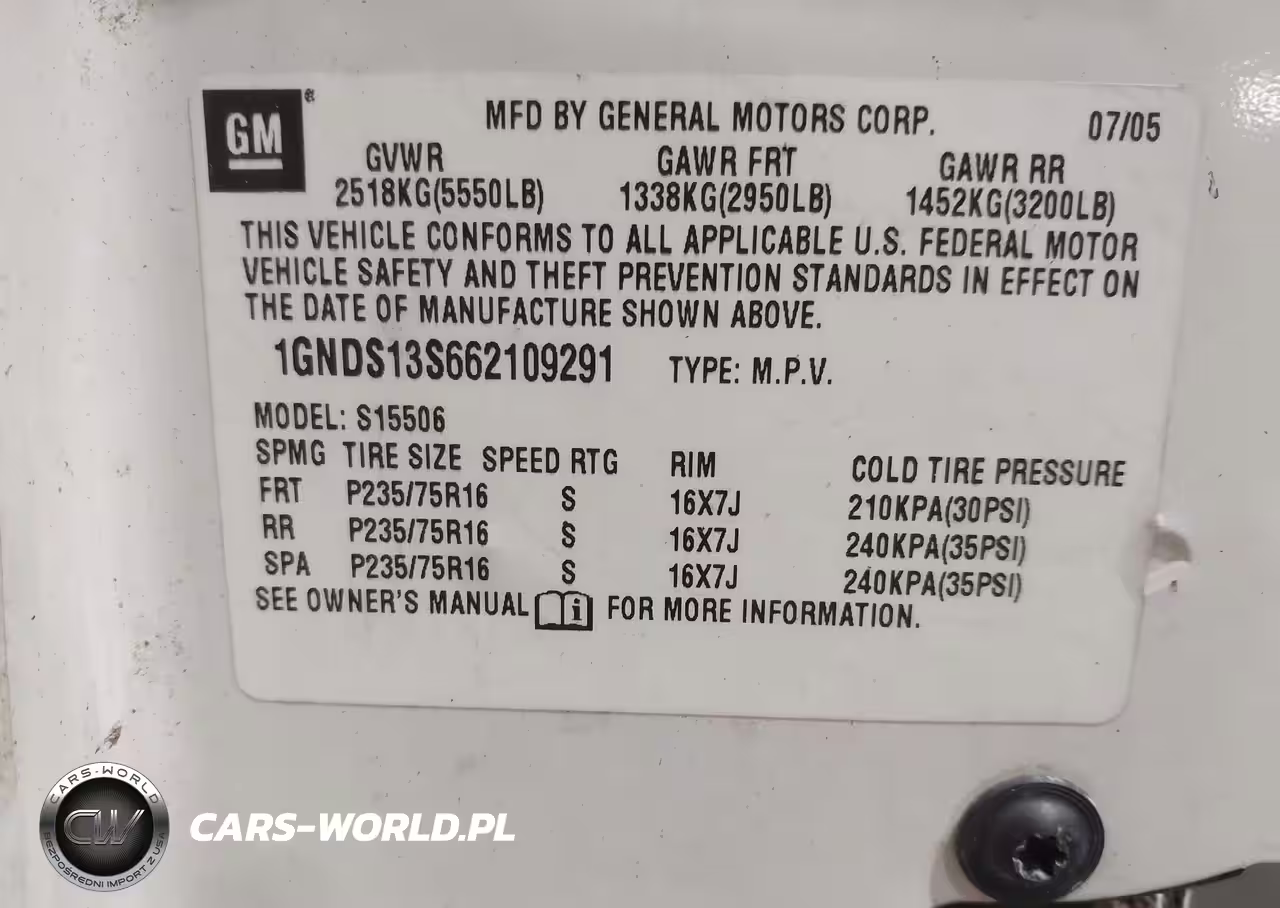 GM
MFD BY GENERAL MOTORS CORP. 07/05
GVWR GAWR FRT GAWR RR
2518KG(5550LB) 1338KG(2950LB) 1452KG(3200LB)
THIS VEHICLE CONFORMS TO ALL APPLICABLE U.S. FEDERAL MOTOR
VEHICLE SAFETY AND THEFT PREVENTION STANDARDS IN EFFECT ON
THE DATE OF MANUFACTURE SHOWN ABOVE.
1GNDS13S662109291 TYPE: M.P.V.
MODEL: S15506
SPMG TIRE SIZE SPEED RTG RIM COLD TIRE PRESSURE
FRT P235/75R16 S 16X7J 210KPA(30PSI)
RR P235/75R16 S 16X7J 240KPA(35PSI)
SPA P235/75R16 S 16X7J 240KPA(35PSI)
SEE OWNER'S MANUAL i FOR MORE INFORMATION.
CARS-WORLD
CW
BEZPOŚREDNI IMPORT Z USA
CARS-WORLD.PL